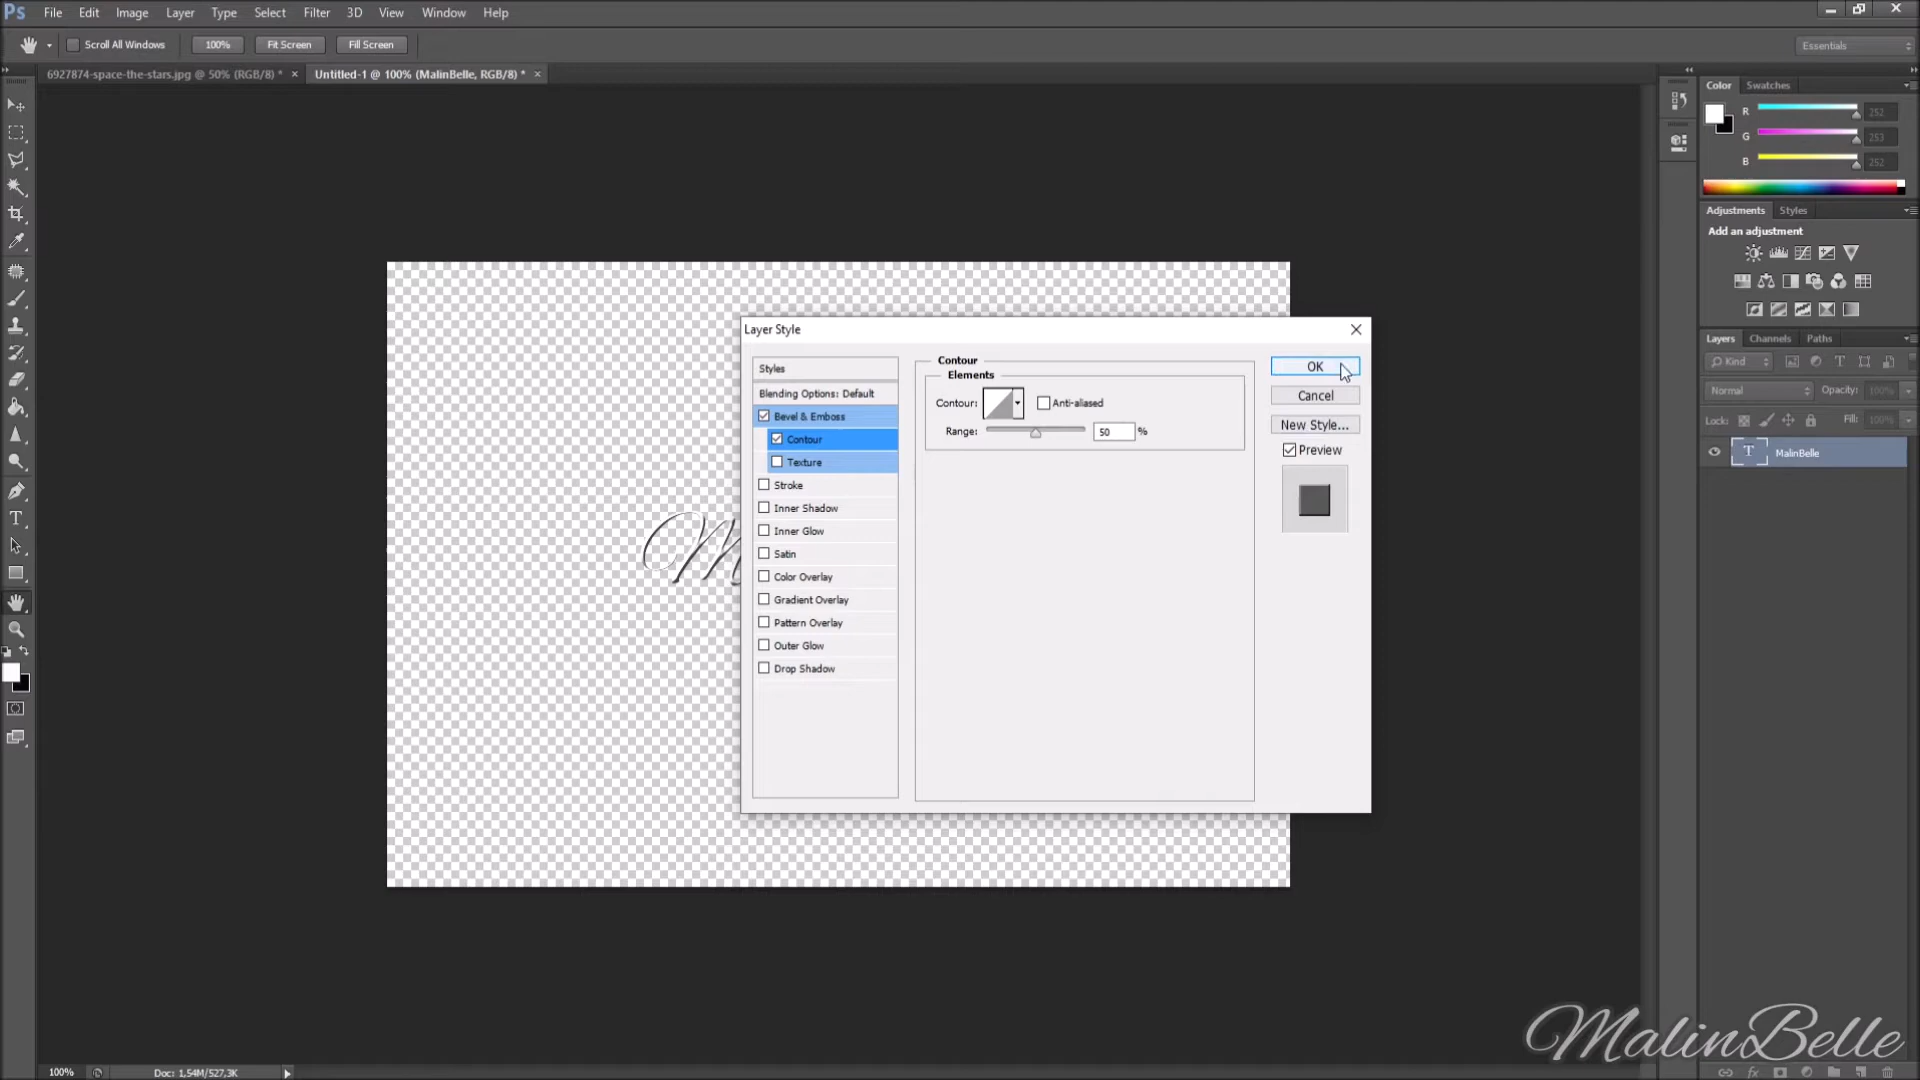 Ps File Edit Image Layer Type Select Filter 3D View Window Help
Scroll All Windows 100% Fit Screen Fill Screen Essentials
6927874-space-the-stars.jpg @ 50% (RGB/8) * × Untitled-1 @ 100% (MalinBelle, RGB/8) * ×
Color Swatches
R 252
G 253
B 252
Adjustments Styles
Add an adjustment
Layers Channels Paths
Kind
Normal Opacity: 100%
Lock: Fill: 100%
T MalinBelle
Layer Style
Styles
Blending Options: Default
Bevel & Emboss
Contour
Texture
Stroke
Inner Shadow
Inner Glow
Satin
Color Overlay
Gradient Overlay
Pattern Overlay
Outer Glow
Drop Shadow
Contour
Elements
Contour: Anti-aliased
Range: 50 %
OK
Cancel
New Style...
Preview
MalinBelle
100% Doc: 1,54M/527,3K